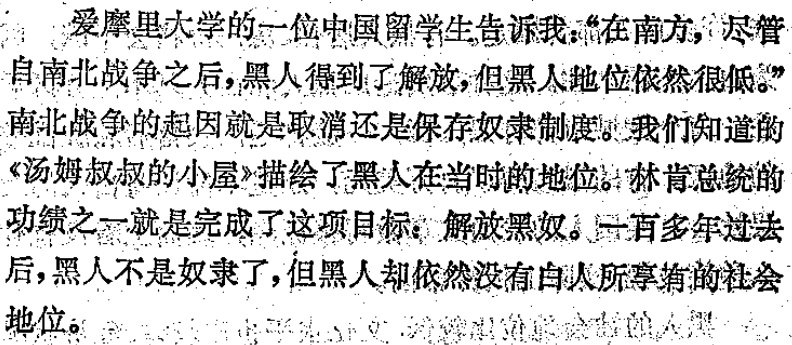 爱摩里大学的一位中国留学生告诉我:“在南方，尽管
自南北战争之后,黑人得到了解放,但黑人地位依然很低。”
南北战争的起因就是取消还是保存奴隶制度。我们知道的
《汤姆叔叔的小屋》描绘了黑人在当时的地位。林肯总统的
功绩之一就是完成了这项目标：解放黑奴。一百多年过去
后,黑人不是奴隶了,但黑人却依然没有白人所享有的社会
地位。